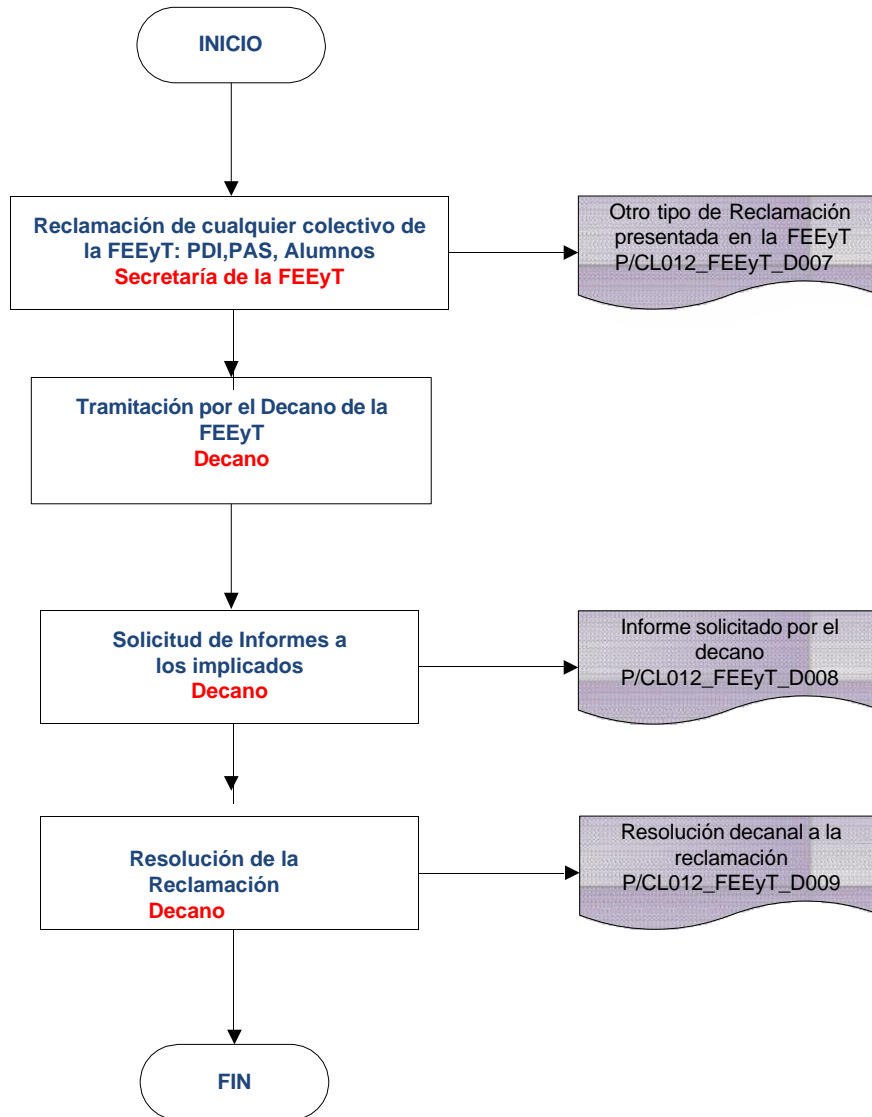 INICIO
Reclamación de cualquier colectivo de
la FEEyT: PDI,PAS, Alumnos
Secretaría de la FEEyT
Otro tipo de Reclamación
presentada en la FEEyT
P/CL012_FEEyT_D007
Tramitación por el Decano de la
FEEyT
Decano
Solicitud de Informes a
los implicados
Decano
Informe solicitado por el
decano
P/CL012_FEEyT_D008
Resolución de la
Reclamación
Decano
Resolución decanal a la
reclamación
P/CL012_FEEyT_D009
FIN